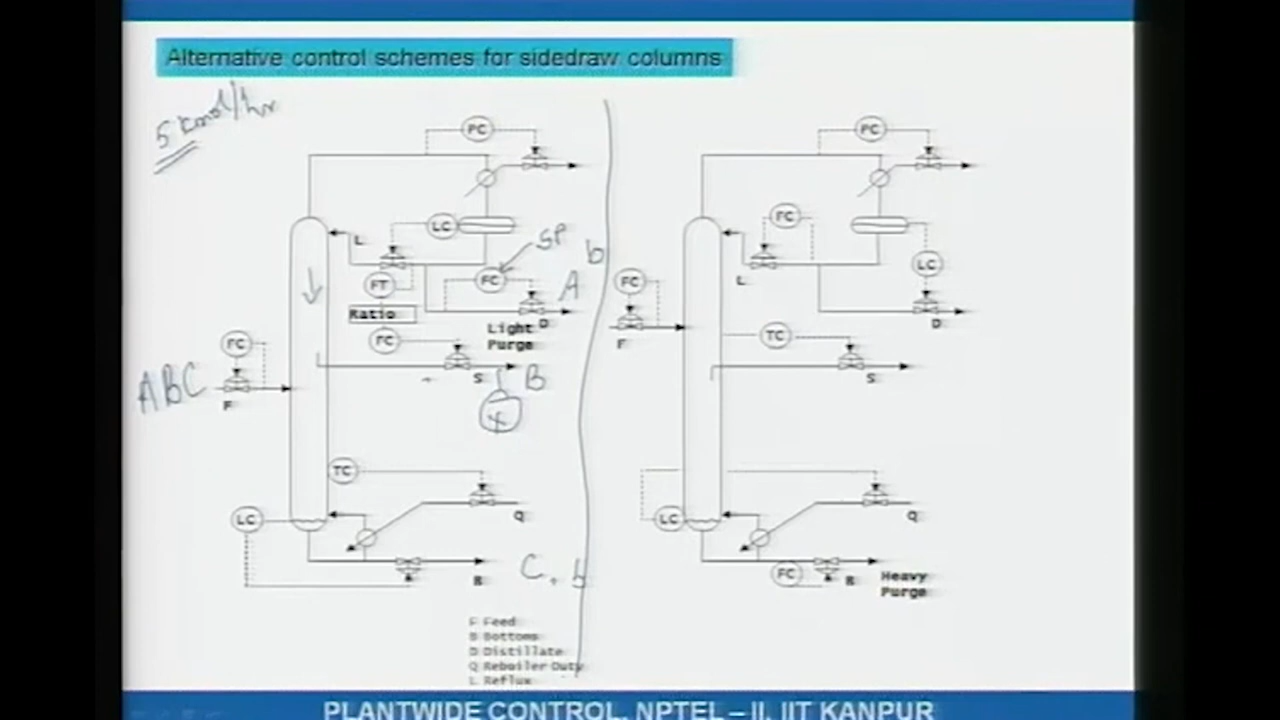 Alternative control schemes for sidedraw columns
5 kmol/hr
PC
PC
LC
FC
L
SP
b
LC
FT
FC
A
FC
L
Ratio
D
Light
Purge
D
F
FC
FC
TC
S
B
S
A B C
F
x
TC
LC
Q
LC
Q
B
C, b
FC
B
Heavy
Purge
F Feed
B Bottoms
D Distillate
Q Reboiler Duty
L Reflux
PLANTWIDE CONTROL, NPTEL – II, IIT KANPUR